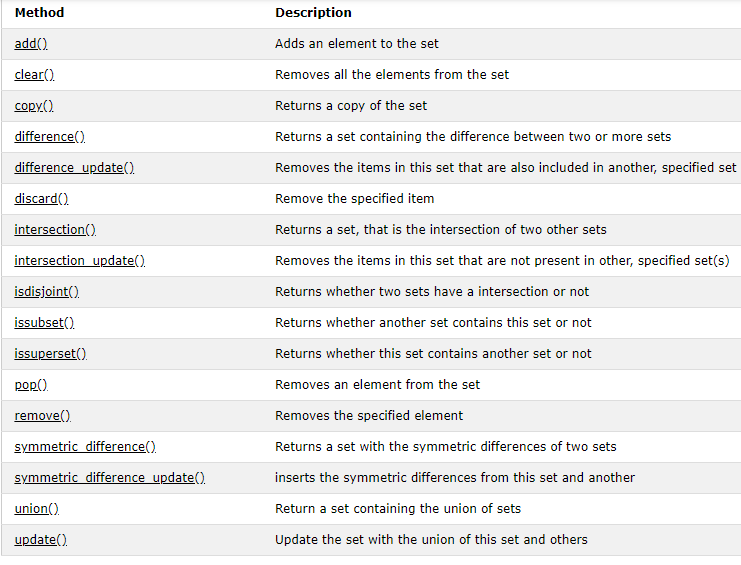 Method Description
add() Adds an element to the set
clear() Removes all the elements from the set
copy() Returns a copy of the set
difference() Returns a set containing the difference between two or more sets
difference_update() Removes the items in this set that are also included in another, specified set
discard() Remove the specified item
intersection() Returns a set, that is the intersection of two other sets
intersection_update() Removes the items in this set that are not present in other, specified set(s)
isdisjoint() Returns whether two sets have a intersection or not
issubset() Returns whether another set contains this set or not
issuperset() Returns whether this set contains another set or not
pop() Removes an element from the set
remove() Removes the specified element
symmetric_difference() Returns a set with the symmetric differences of two sets
symmetric_difference_update() inserts the symmetric differences from this set and another
union() Return a set containing the union of sets
update() Update the set with the union of this set and others